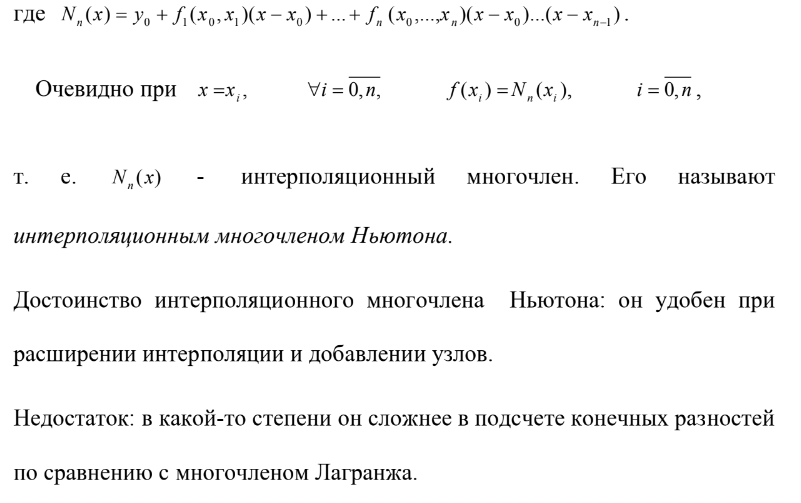 где N_n(x) = y_0 + f_1(x_0, x_1)(x − x_0) + ... + f_n (x_0,...,x_n)(x − x_0)...(x − x_{n−1}) .
Очевидно при x = x_i, ∀i = \overline{0, n}, f(x_i) = N_n(x_i), i = \overline{0, n} ,
т. е. N_n(x) - интерполяционный многочлен. Его называют
интерполяционным многочленом Ньютона.
Достоинство интерполяционного многочлена Ньютона: он удобен при
расширении интерполяции и добавлении узлов.
Недостаток: в какой-то степени он сложнее в подсчете конечных разностей
по сравнению с многочленом Лагранжа.